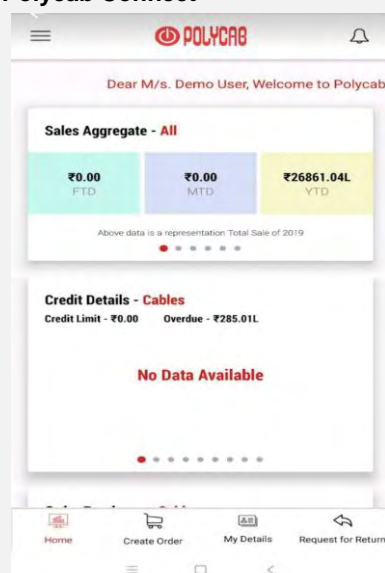 POLYCAB
Dear M/s. Demo User, Welcome to Polycab
Sales Aggregate - All
₹0.00
FTD
₹0.00
MTD
₹26861.04L
YTD
Above data is a representation Total Sale of 2019
Credit Details - Cables
Credit Limit - ₹0.00 Overdue - ₹285.01L
No Data Available
Home
Create Order
My Details
Request for Return